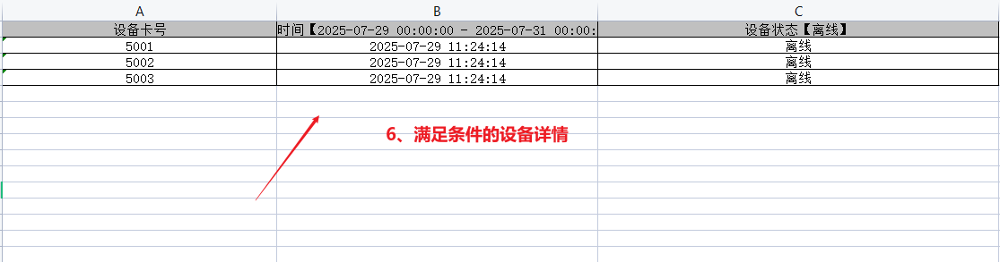 A B C
设备卡号 时间【2025-07-29 00:00:00 - 2025-07-31 00:00: 设备状态【离线】
5001 2025-07-29 11:24:14 离线
5002 2025-07-29 11:24:14 离线
5003 2025-07-29 11:24:14 离线
6、满足条件的设备详情